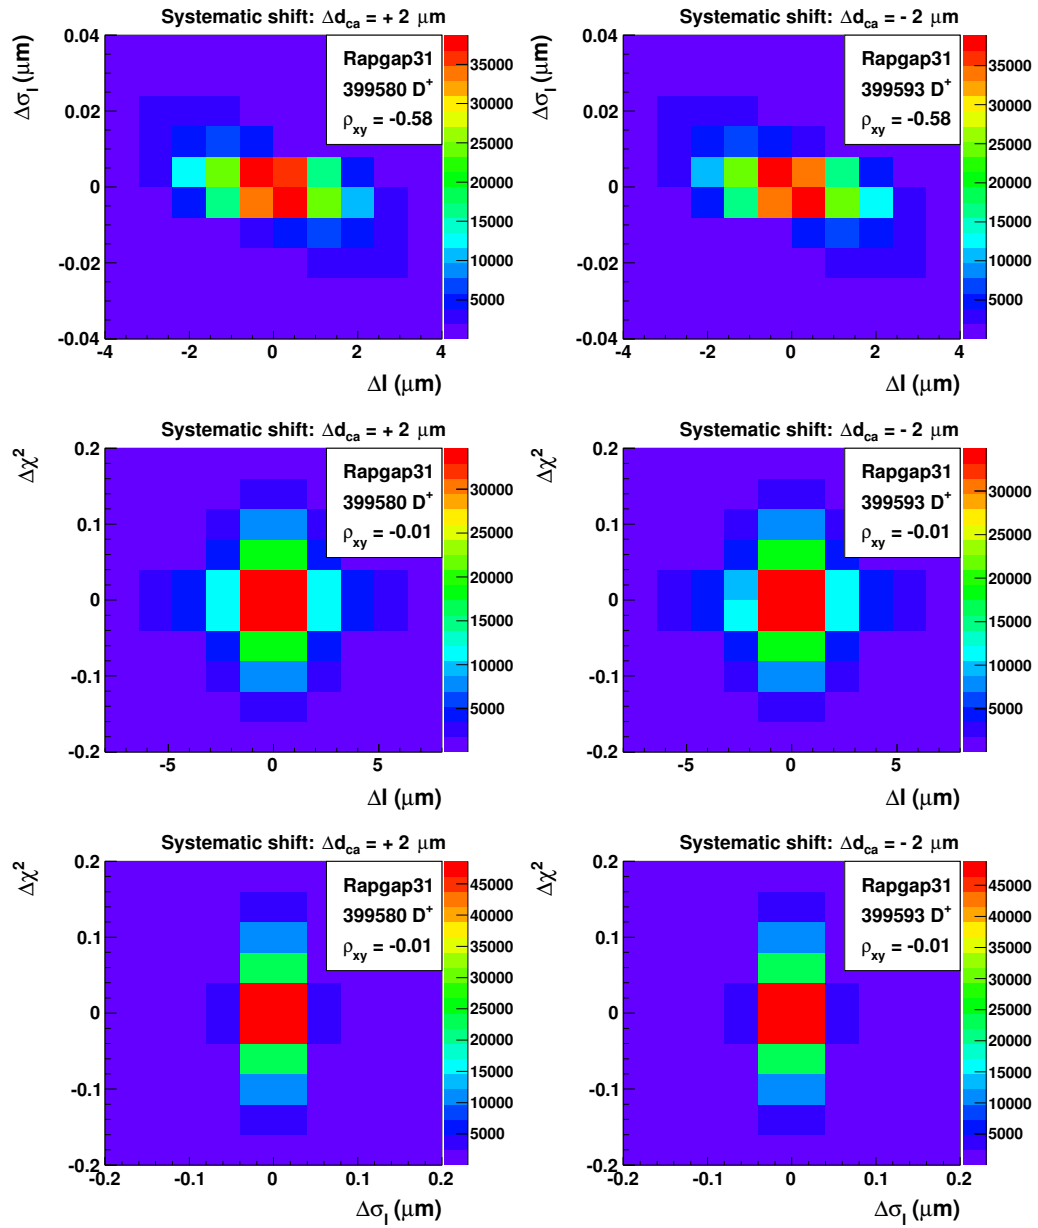 Systematic shift: Δd_ca = + 2 μm
Δσ_l (μm)
0.04
0.02
0
-0.02
-0.04
Rapgap31
399580 D⁺
ρ_xy = -0.58
35000
30000
25000
20000
15000
10000
5000
-4 -2 0 2 4
Δl (μm)
Systematic shift: Δd_ca = - 2 μm
Δσ_l (μm)
0.04
0.02
0
-0.02
-0.04
Rapgap31
399593 D⁺
ρ_xy = -0.58
35000
30000
25000
20000
15000
10000
5000
-4 -2 0 2 4
Δl (μm)
Systematic shift: Δd_ca = + 2 μm
Δχ²
0.2
0.1
0
-0.1
-0.2
Rapgap31
399580 D⁺
ρ_xy = -0.01
30000
25000
20000
15000
10000
5000
-5 0 5
Δl (μm)
Systematic shift: Δd_ca = - 2 μm
Δχ²
0.2
0.1
0
-0.1
-0.2
Rapgap31
399593 D⁺
ρ_xy = -0.01
30000
25000
20000
15000
10000
5000
-5 0 5
Δl (μm)
Systematic shift: Δd_ca = + 2 μm
Δχ²
0.2
0.1
0
-0.1
-0.2
Rapgap31
399580 D⁺
ρ_xy = -0.01
45000
40000
35000
30000
25000
20000
15000
10000
5000
-0.2 -0.1 0 0.1 0.2
Δσ_l (μm)
Systematic shift: Δd_ca = - 2 μm
Δχ²
0.2
0.1
0
-0.1
-0.2
Rapgap31
399593 D⁺
ρ_xy = -0.01
45000
40000
35000
30000
25000
20000
15000
10000
5000
-0.2 -0.1 0 0.1 0.2
Δσ_l (μm)